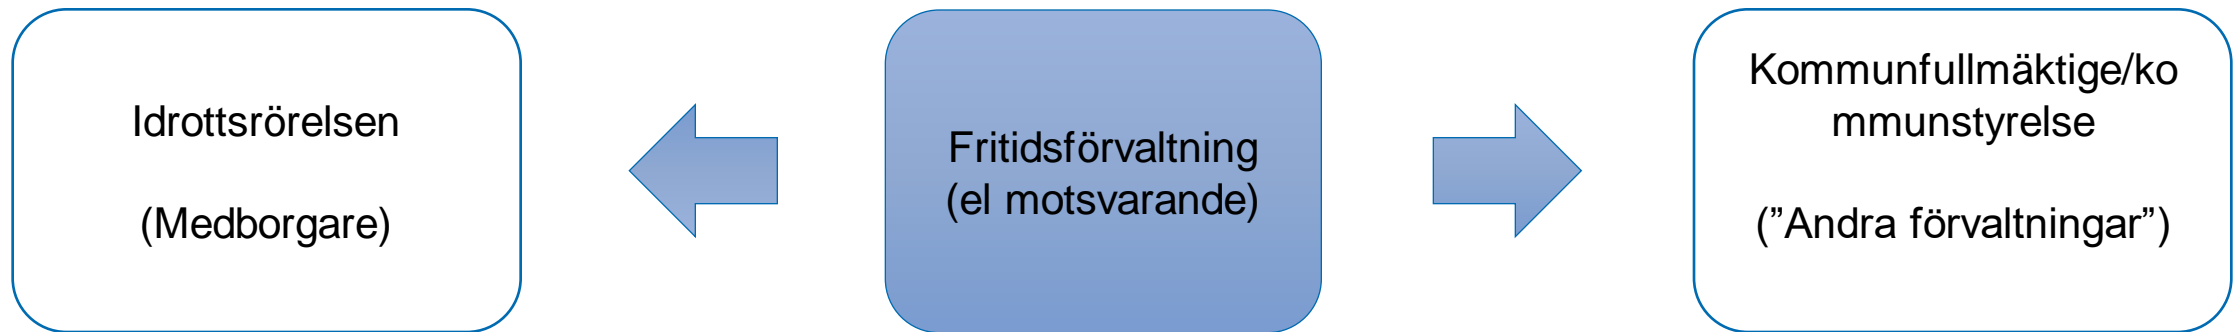 Idrottsrörelsen
(Medborgare)
Fritidsförvaltning
(el motsvarande)
Kommunfullmäktige/ko
mmunstyrelse
(”Andra förvaltningar”)